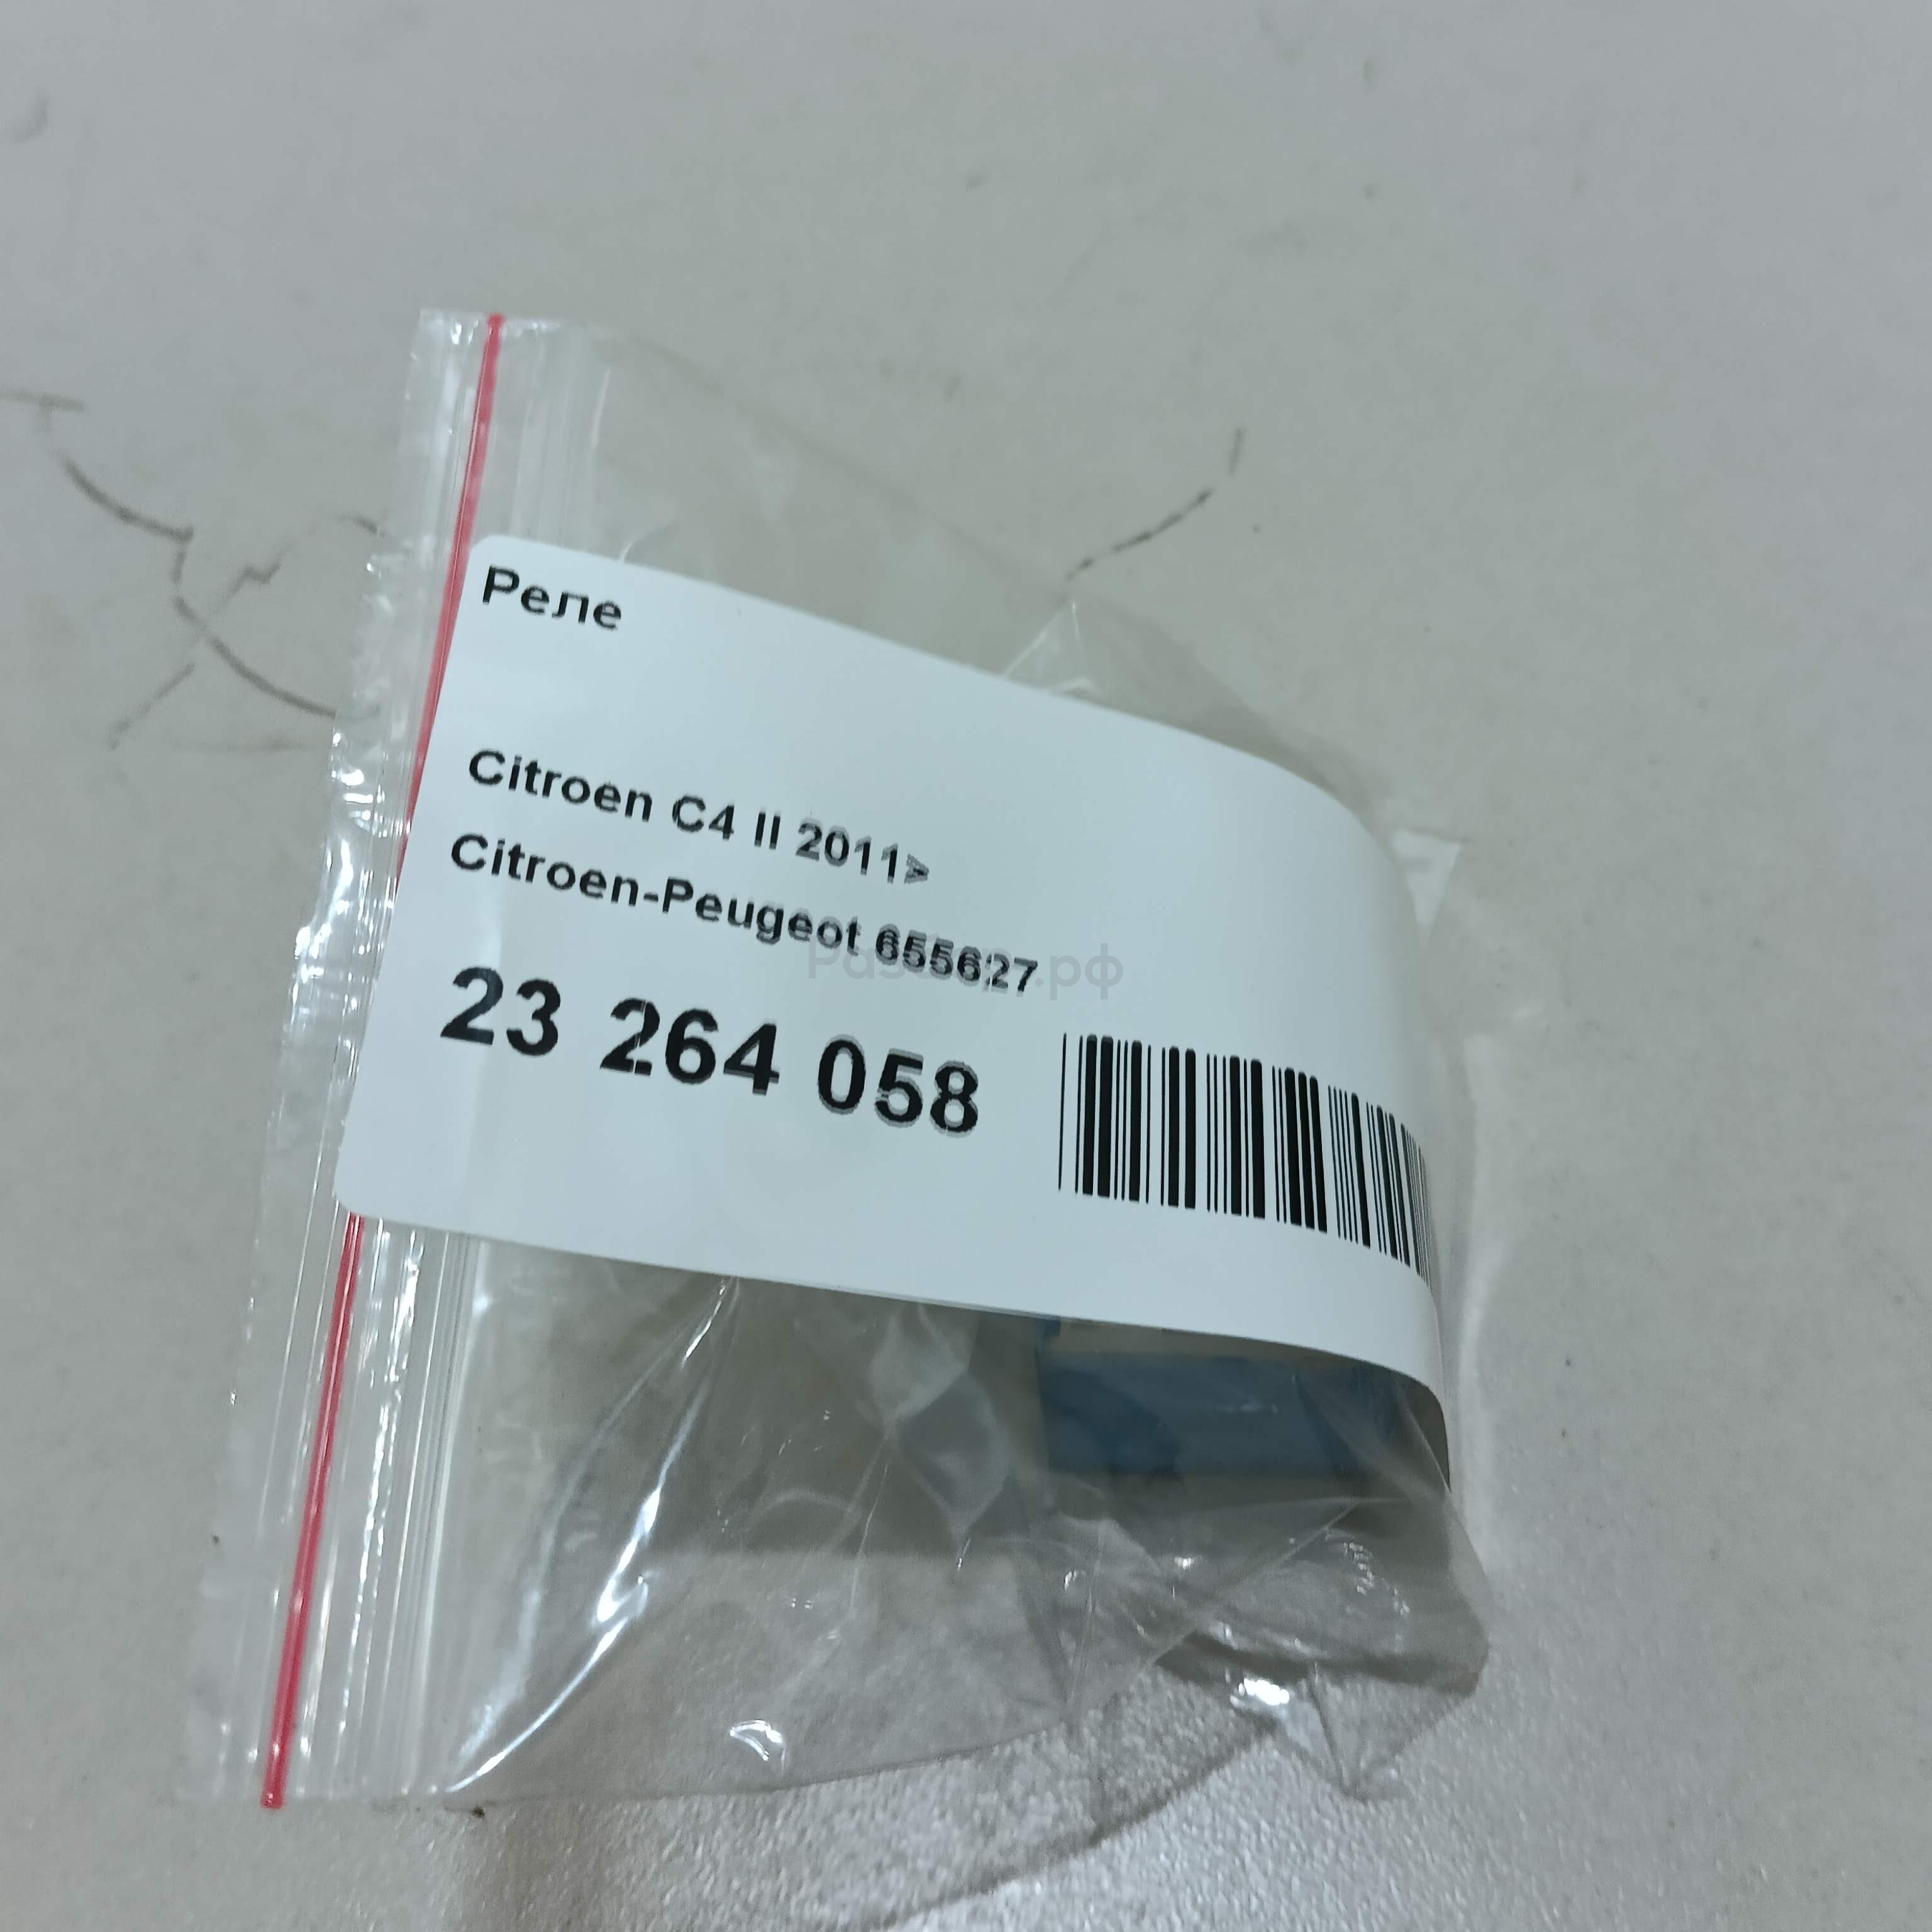 Реле
Citroen C4 II 2011>
Citroen-Peugeot 655627
23 264 058